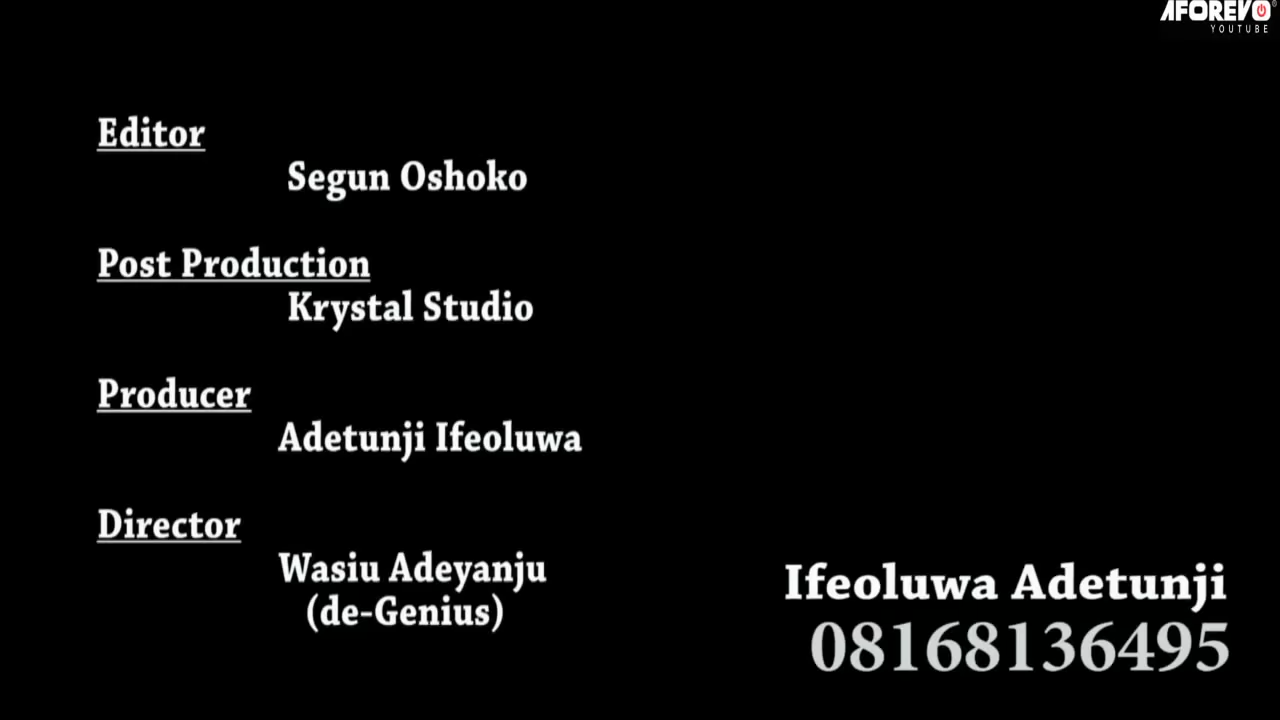 AFOREVO
YOUTUBE
Editor
Segun Oshoko
Post Production
Krystal Studio
Producer
Adetunji Ifeoluwa
Director
Wasiu Adeyanju
(de-Genius)
Ifeoluwa Adetunji
08168136495